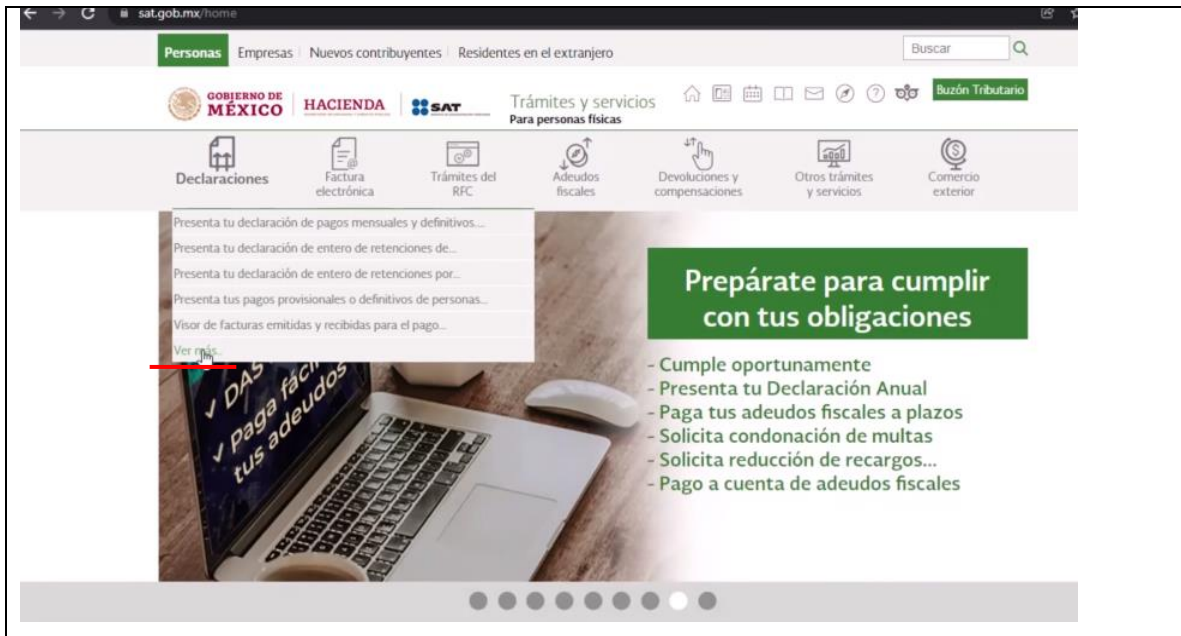 sat.gob.mx/home
Personas Empresas Nuevos contribuyentes Residentes en el extranjero Buscar
GOBIERNO DE MÉXICO HACIENDA SAT Trámites y servicios Buzón Tributario
Para personas físicas
Declaraciones Factura electrónica Trámites del RFC Adeudos fiscales Devoluciones y compensaciones Otros trámites y servicios Comercio exterior
Presenta tu declaración de pagos mensuales y definitivos....
Presenta tu declaración de entero de retenciones de...
Presenta tu declaración de entero de retenciones por...
Presenta tus pagos provisionales o definitivos de personas...
Visor de facturas emitidas y recibidas para el pago...
Ver más...
Prepárate para cumplir
con tus obligaciones
- Cumple oportunamente
- Presenta tu Declaración Anual
- Paga tus adeudos fiscales a plazos
- Solicita condonación de multas
- Solicita reducción de recargos...
- Pago a cuenta de adeudos fiscales
✓ Paga fácil
tus adeudos